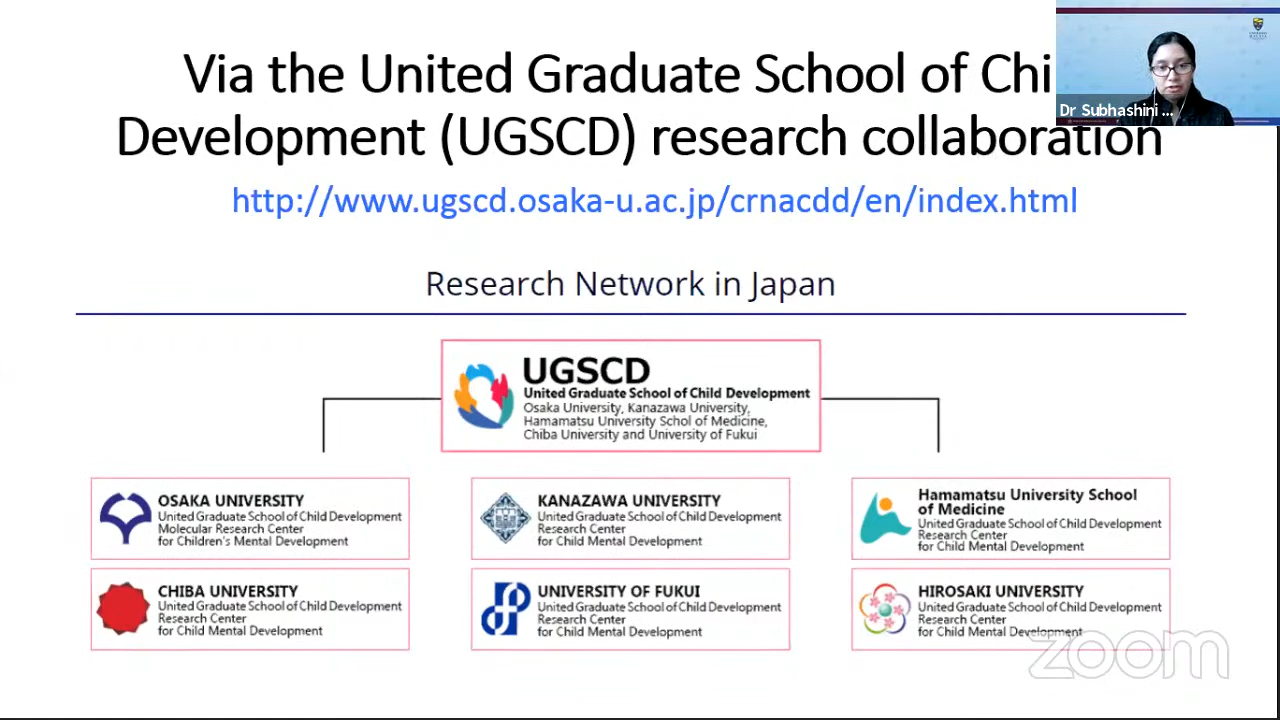 Via the United Graduate School of Chi
Development (UGSCD) research collaboration
http://www.ugscd.osaka-u.ac.jp/crnacdd/en/index.html
Dr Subhashini ...
Research Network in Japan
UGSCD
United Graduate School of Child Development
Osaka University, Kanazawa University,
Hamamatsu University Schol of Medicine,
Chiba University and University of Fukui
OSAKA UNIVERSITY
United Graduate School of Child Development
Molecular Research Center
for Children's Mental Development
KANAZAWA UNIVERSITY
United Graduate School of Child Development
Research Center
for Child Mental Development
Hamamatsu University School
of Medicine
United Graduate School of Child Development
Research Center
for Child Mental Development
CHIBA UNIVERSITY
United Graduate School of Child Development
Research Center
for Child Mental Development
UNIVERSITY OF FUKUI
United Graduate School of Child Development
Research Center
for Child Mental Development
HIROSAKI UNIVERSITY
United Graduate School of Child Development
Research Center
for Child Mental Development
zoom